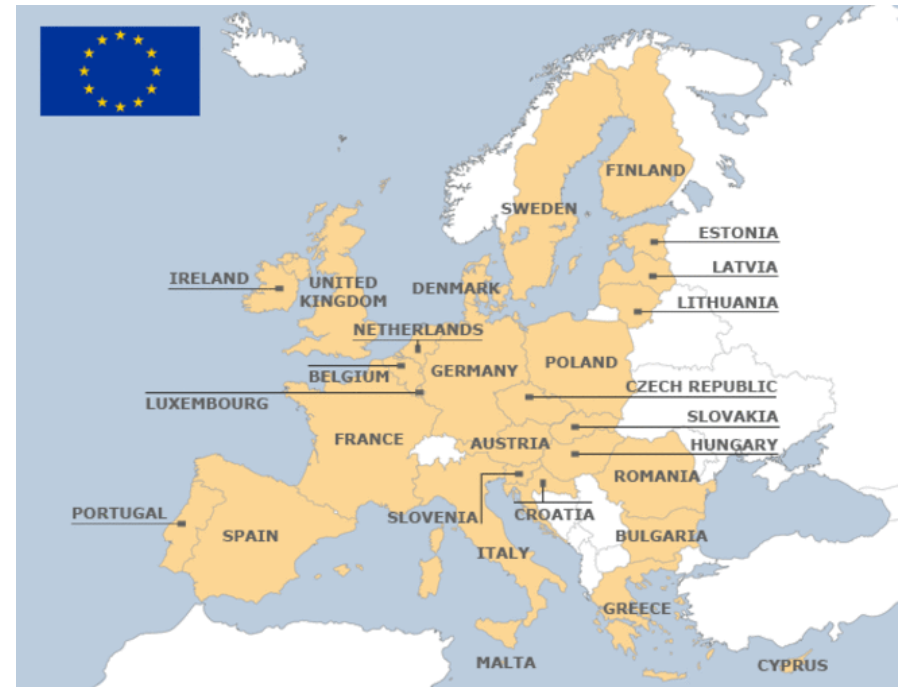 FINLAND
SWEDEN
ESTONIA
LATVIA
IRELAND
UNITED
KINGDOM
DENMARK
LITHUANIA
NETHERLANDS
POLAND
GERMANY
BELGIUM
CZECH REPUBLIC
LUXEMBOURG
SLOVAKIA
FRANCE
AUSTRIA
HUNGARY
ROMANIA
PORTUGAL
SLOVENIA
CROATIA
SPAIN
BULGARIA
ITALY
GREECE
MALTA
CYPRUS